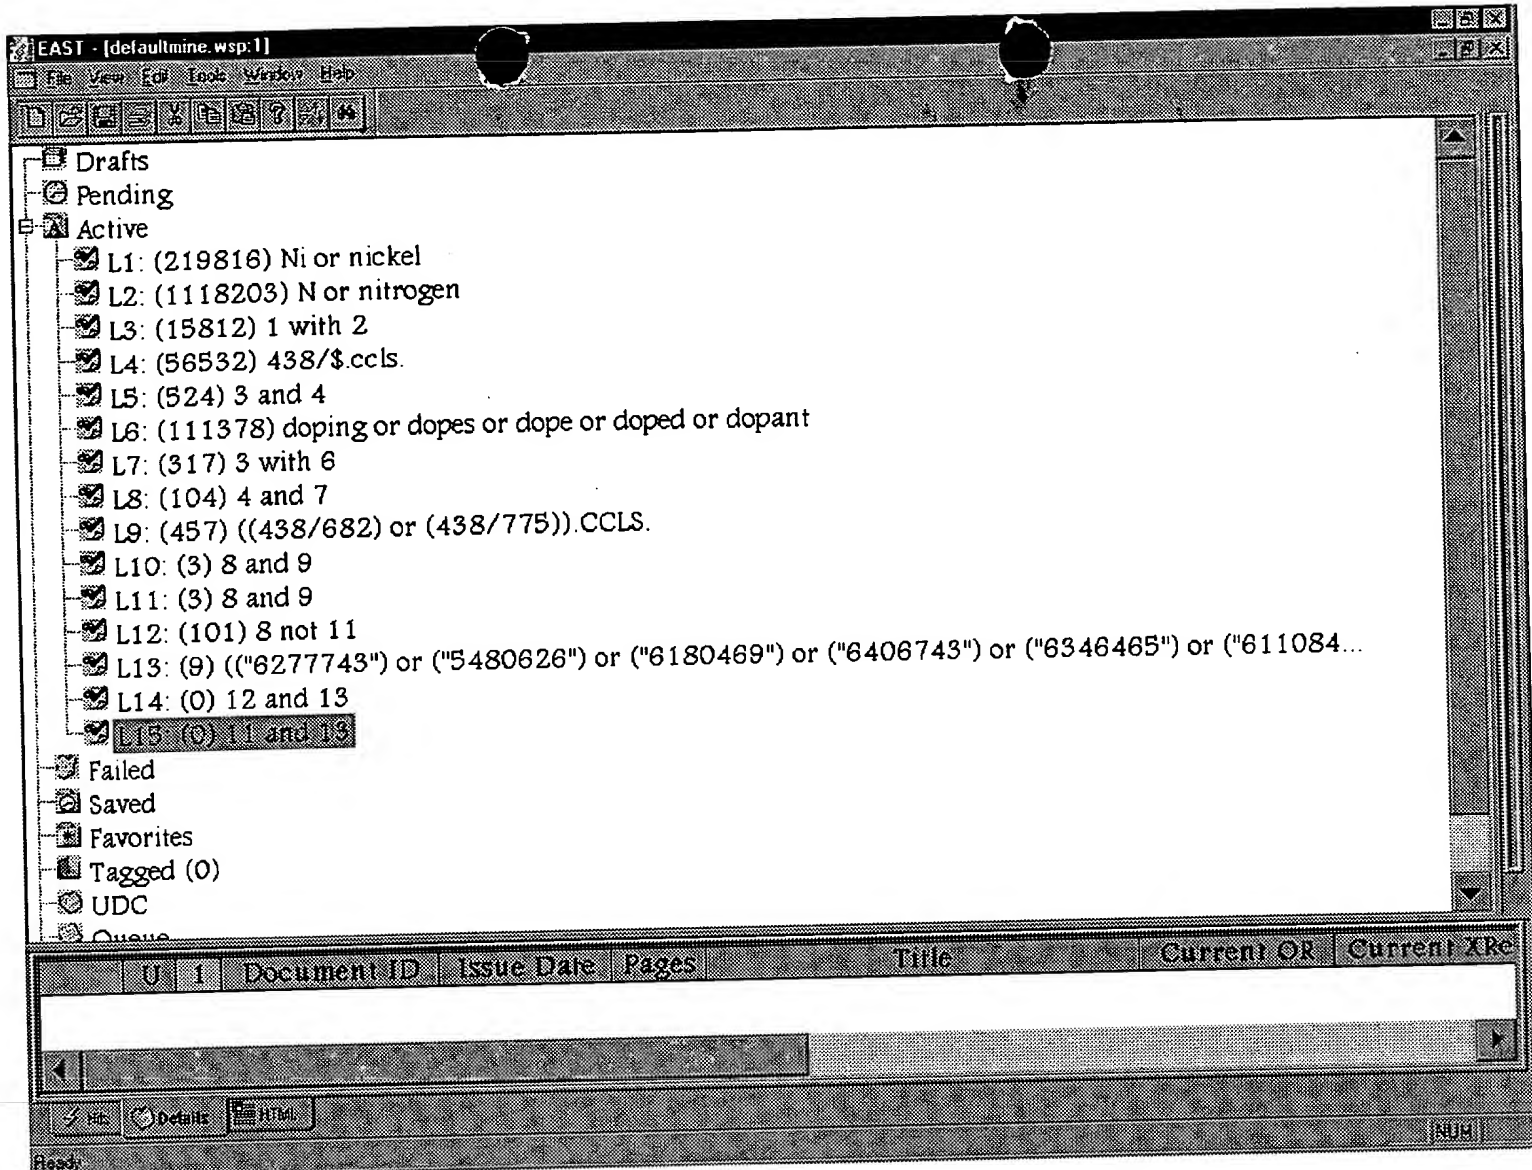 EAST - [defaultmine.wsp:1]
File View Edit Tools Window Help
Drafts
Pending
Active
L1: (219816) Ni or nickel
L2: (1118203) N or nitrogen
L3: (15812) 1 with 2
L4: (56532) 438/$.ccls.
L5: (524) 3 and 4
L6: (111378) doping or dopes or dope or doped or dopant
L7: (317) 3 with 6
L8: (104) 4 and 7
L9: (457) ((438/682) or (438/775)).CCLS.
L10: (3) 8 and 9
L11: (3) 8 and 9
L12: (101) 8 not 11
L13: (9) (("6277743") or ("5480626") or ("6180469") or ("6406743") or ("6346465") or ("611084...
L14: (0) 12 and 13
L15: (0) 11 and 13
Failed
Saved
Favorites
Tagged (0)
UDC
Queue
U 1 Document ID Issue Date Pages Title Current OR Current XRe
Hits Details HTML
Ready NUM